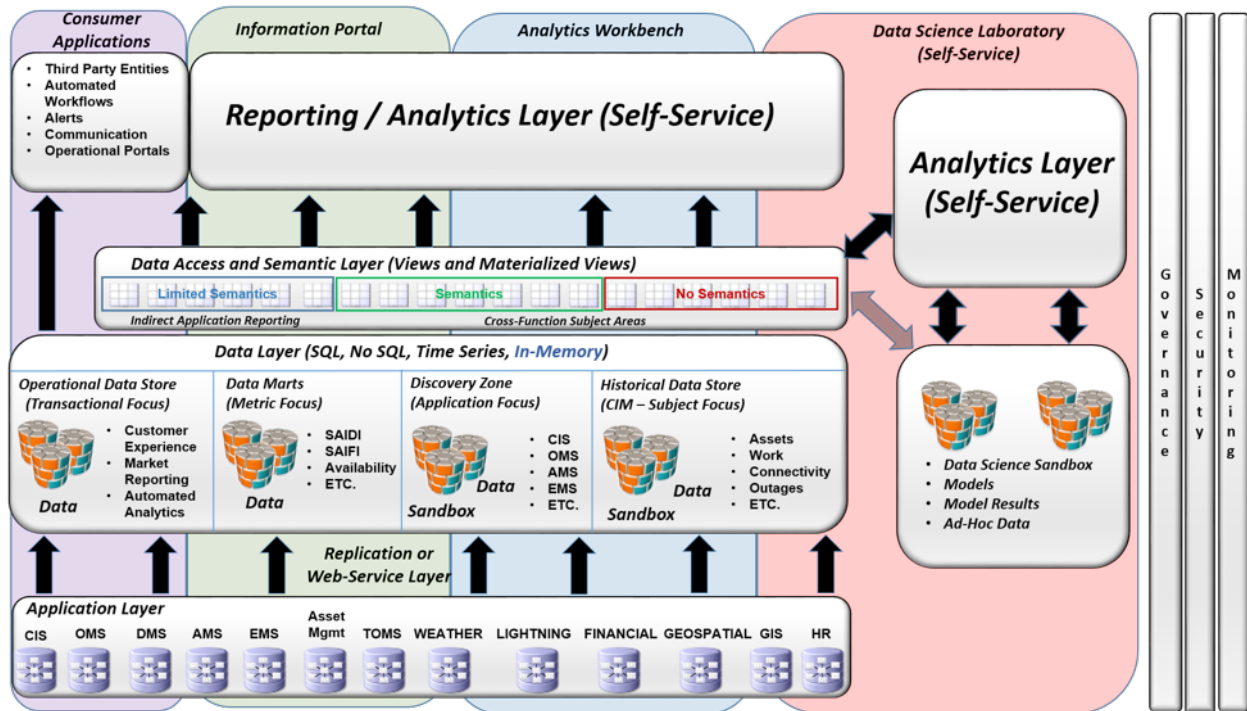 Consumer
Applications
Information Portal
Analytics Workbench
Data Science Laboratory
(Self-Service)
• Third Party Entities
• Automated
Workflows
• Alerts
• Communication
• Operational Portals
Reporting / Analytics Layer (Self-Service)
Analytics Layer
(Self-Service)
Data Access and Semantic Layer (Views and Materialized Views)
Limited Semantics
Semantics
No Semantics
Indirect Application Reporting
Cross-Function Subject Areas
Data Layer (SQL, No SQL, Time Series, In-Memory)
Operational Data Store
(Transactional Focus)
• Customer
Experience
• Market
Reporting
• Automated
Analytics
Data
Data Marts
(Metric Focus)
• SAIDI
• SAIFI
• Availability
• ETC.
Data
Discovery Zone
(Application Focus)
• CIS
• OMS
• AMS
• EMS
• ETC.
Data
Sandbox
Historical Data Store
(CIM – Subject Focus)
• Assets
• Work
• Connectivity
• Outages
• ETC.
Data
Sandbox
• Data Science Sandbox
• Models
• Model Results
• Ad-Hoc Data
Replication or
Web-Service Layer
Application Layer
CIS
OMS
DMS
AMS
EMS
Asset
Mgmt
TOMS
WEATHER
LIGHTNING
FINANCIAL
GEOSPATIAL
GIS
HR
Governance
Security
Monitoring